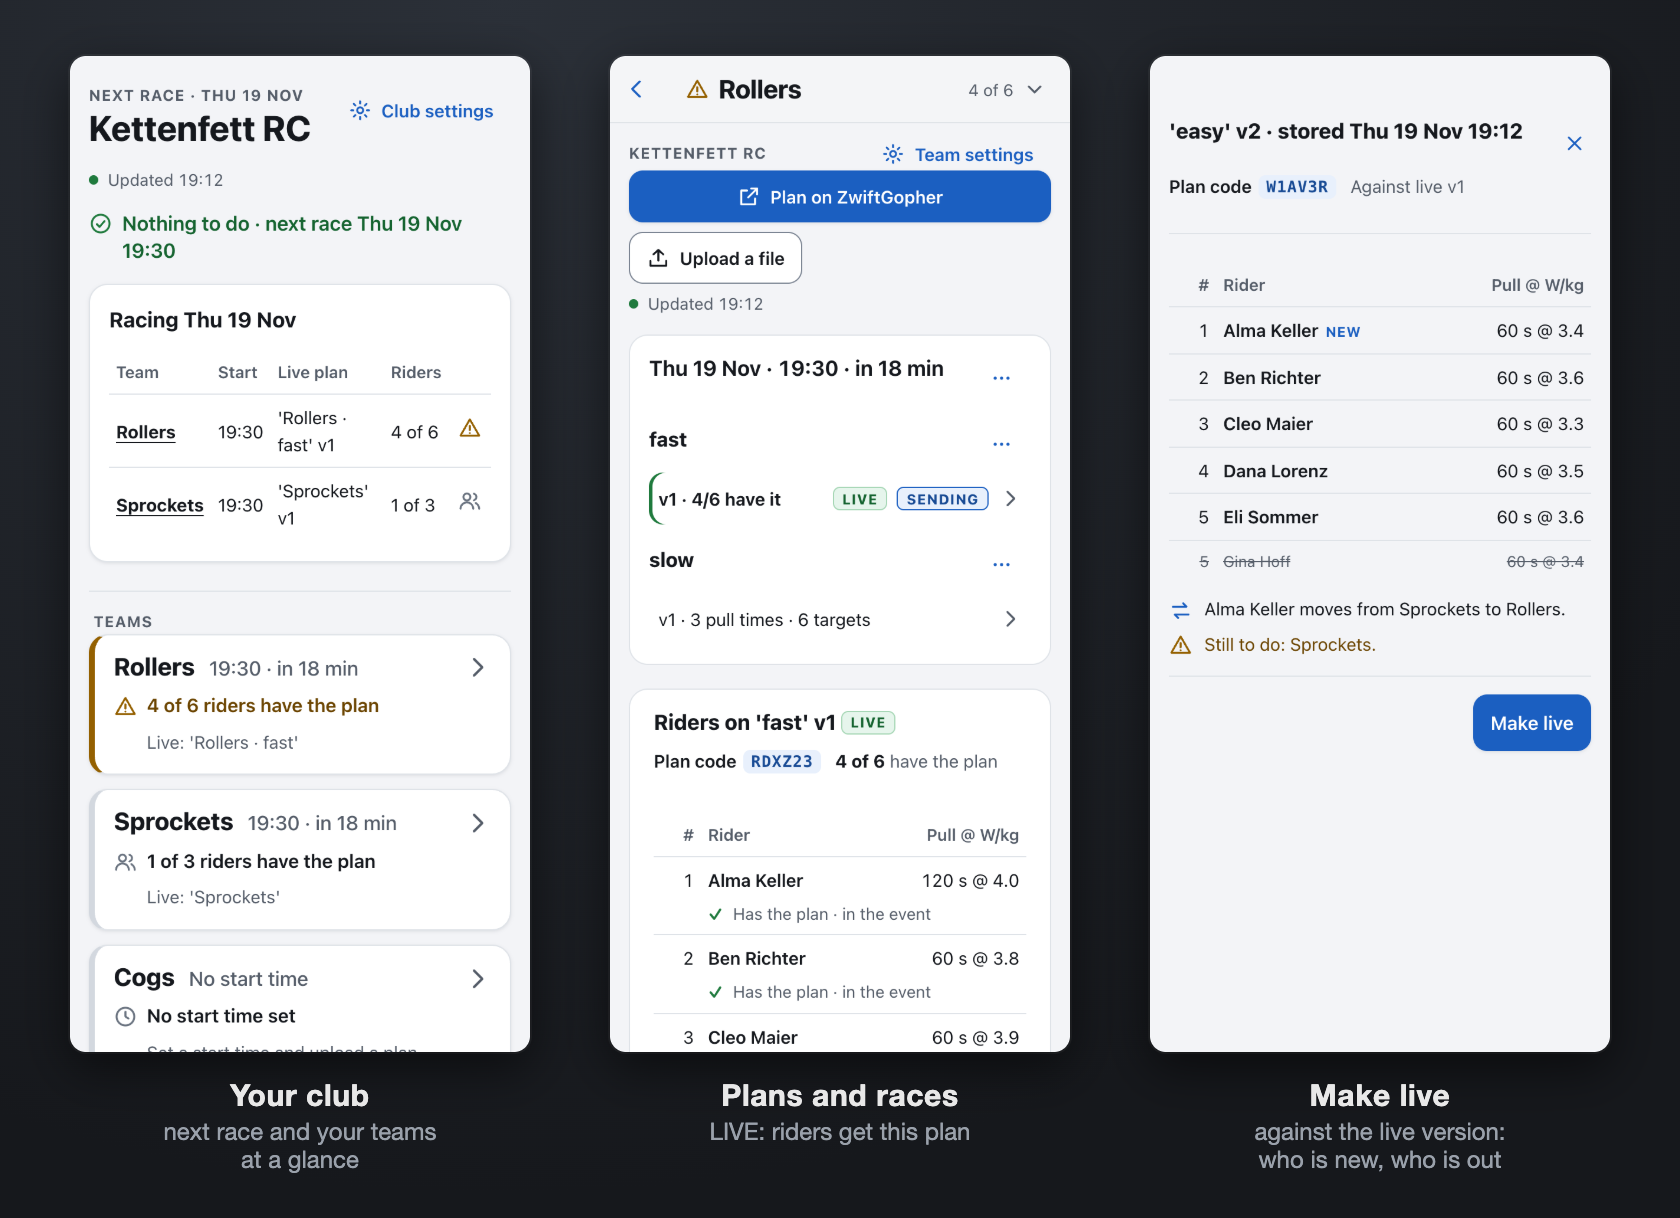 NEXT RACE · THU 19 NOV
Kettenfett RC
Club settings
Updated 19:12
Nothing to do · next race Thu 19 Nov
19:30
Racing Thu 19 Nov
Team Start Live plan Riders
Rollers 19:30 'Rollers · fast' v1 4 of 6
Sprockets 19:30 'Sprockets' v1 1 of 3
TEAMS
Rollers 19:30 · in 18 min
4 of 6 riders have the plan
Live: 'Rollers · fast'
Sprockets 19:30 · in 18 min
1 of 3 riders have the plan
Live: 'Sprockets'
Cogs No start time
No start time set
Set a start time and upload a plan
Your club
next race and your teams
at a glance
Rollers 4 of 6
KETTENFETT RC
Team settings
Plan on ZwiftGopher
Upload a file
Updated 19:12
Thu 19 Nov · 19:30 · in 18 min ...
fast ...
v1 · 4/6 have it LIVE SENDING
slow ...
v1 · 3 pull times · 6 targets
Riders on 'fast' v1 LIVE
Plan code RDXZ23 4 of 6 have the plan
# Rider Pull @ W/kg
1 Alma Keller 120 s @ 4.0
Has the plan · in the event
2 Ben Richter 60 s @ 3.8
Has the plan · in the event
3 Cleo Maier 60 s @ 3.9
Plans and races
LIVE: riders get this plan
'easy' v2 · stored Thu 19 Nov 19:12
Plan code W1AV3R Against live v1
# Rider Pull @ W/kg
1 Alma Keller NEW 60 s @ 3.4
2 Ben Richter 60 s @ 3.6
3 Cleo Maier 60 s @ 3.3
4 Dana Lorenz 60 s @ 3.5
5 Eli Sommer 60 s @ 3.6
5 Gina Hoff 60 s @ 3.4
Alma Keller moves from Sprockets to Rollers.
Still to do: Sprockets.
Make live
Make live
against the live version:
who is new, who is out